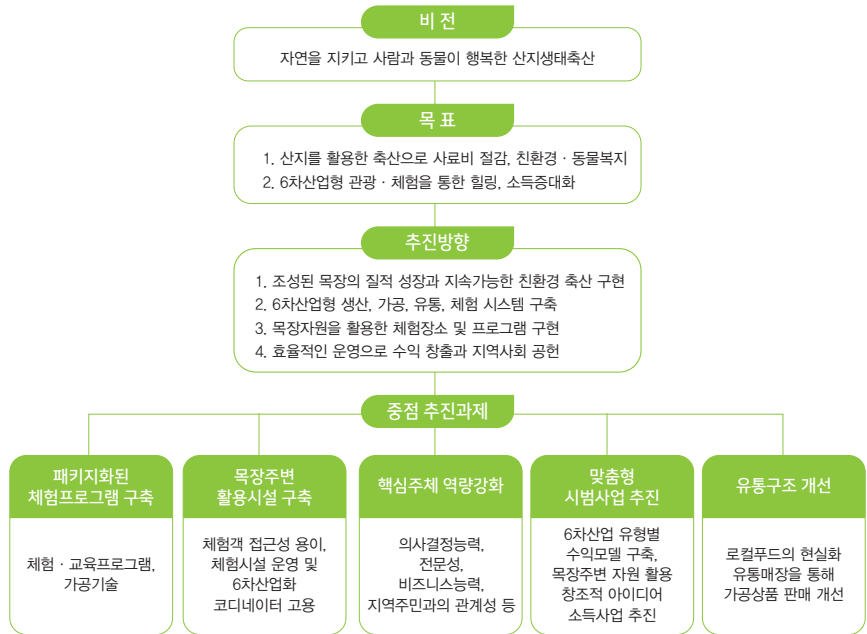 비 전
자연을 지키고 사람과 동물이 행복한 산지생태축산
목 표
1. 산지를 활용한 축산으로 사료비 절감, 친환경 · 동물복지
2. 6차산업형 관광 · 체험을 통한 힐링, 소득증대화
추진방향
1. 조성된 목장의 질적 성장과 지속가능한 친환경 축산 구현
2. 6차산업형 생산, 가공, 유통, 체험 시스템 구축
3. 목장자원을 활용한 체험장소 및 프로그램 구현
4. 효율적인 운영으로 수익 창출과 지역사회 공헌
중점 추진과제
패키지화된
체험프로그램 구축
체험 · 교육프로그램,
가공기술
목장주변
활용시설 구축
체험객 접근성 용이,
체험시설 운영 및
6차산업화
코디네이터 고용
핵심주체 역량강화
의사결정능력,
전문성,
비즈니스능력,
지역주민과의 관계성 등
맞춤형
시범사업 추진
6차산업 유형별
수익모델 구축,
목장주변 자원 활용
창조적 아이디어
소득사업 추진
유통구조 개선
로컬푸드의 현실화
유통매장을 통해
가공상품 판매 개선